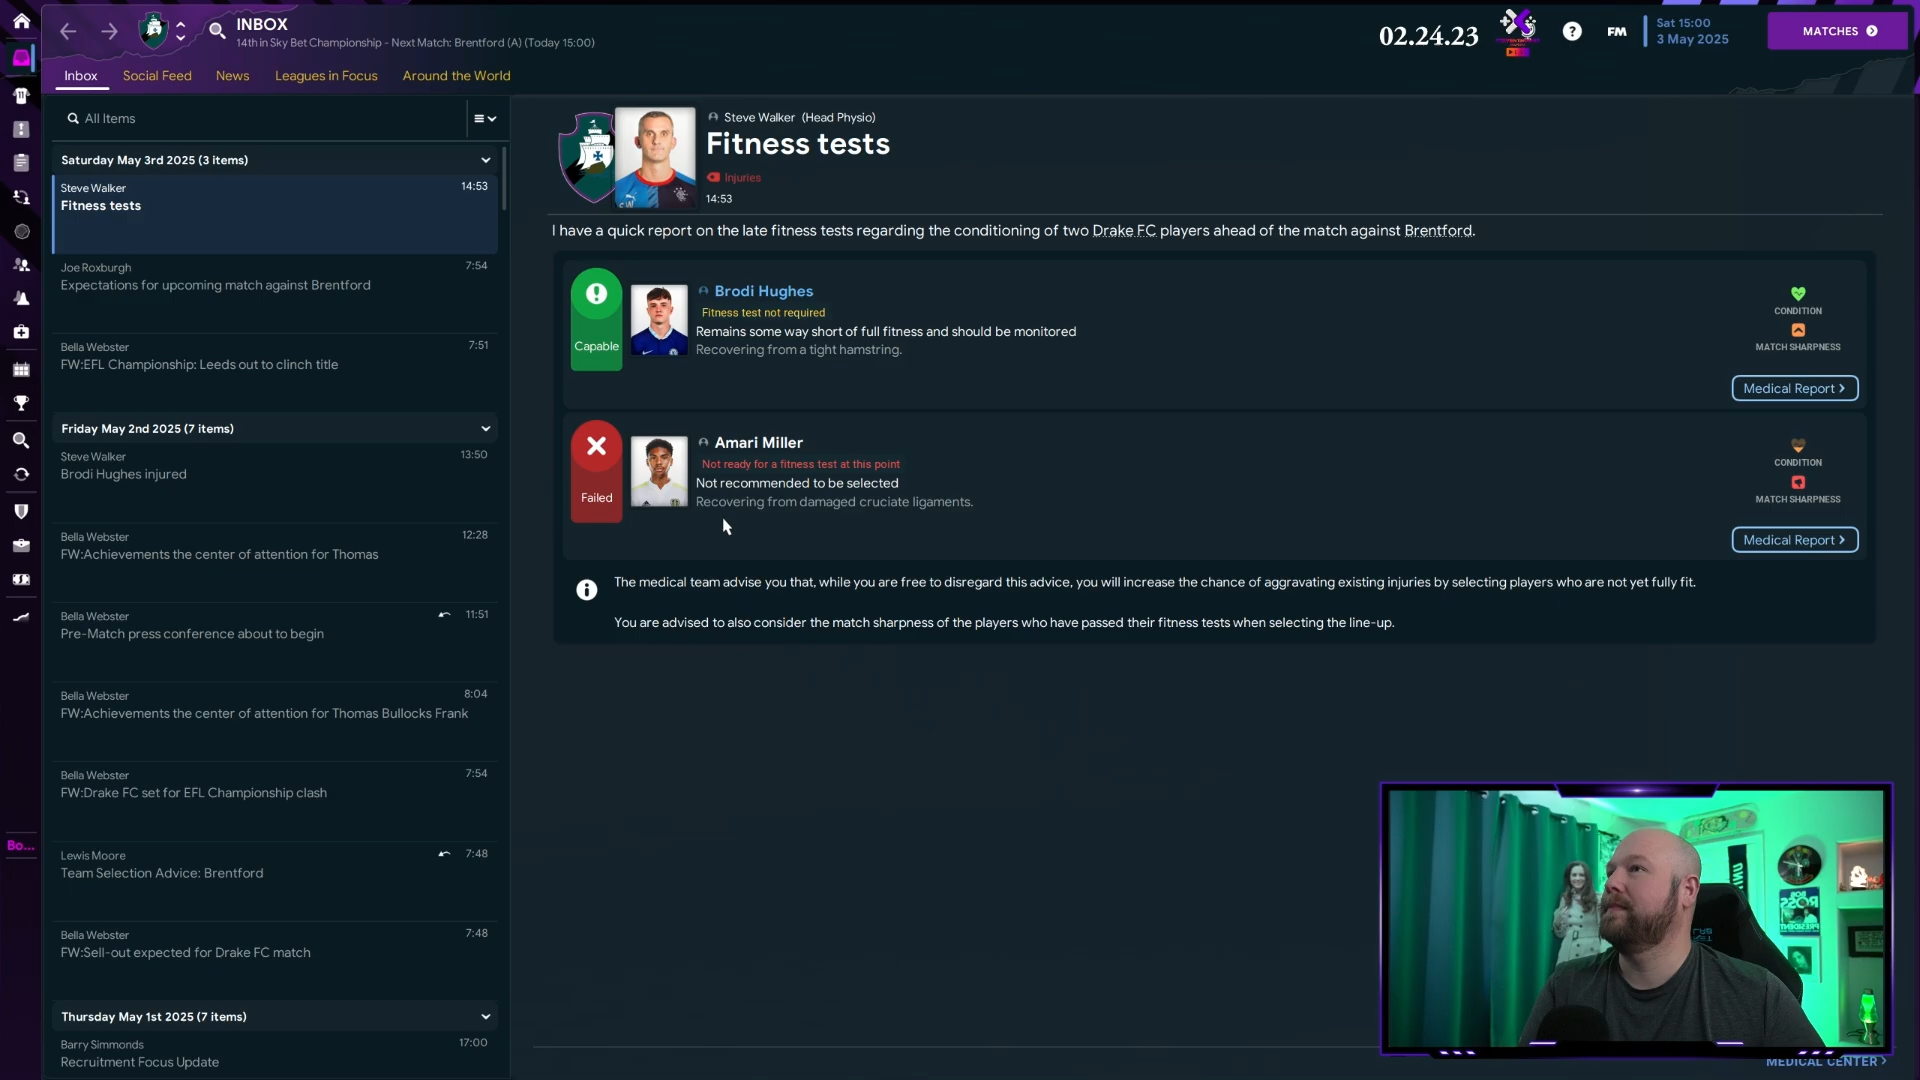 INBOX
14th in Sky Bet Championship - Next Match: Brentford (A) (Today 15:00)
02.24.23
FM
Sat 15:00
3 May 2025
MATCHES
Inbox
Social Feed
News
Leagues in Focus
Around the World
All Items
Saturday May 3rd 2025 (3 items)
Steve Walker
14:53
Fitness tests
Joe Roxburgh
7:54
Expectations for upcoming match against Brentford
Bella Webster
7:51
FW:EFL Championship: Leeds out to clinch title
Friday May 2nd 2025 (7 items)
Steve Walker
13:50
Brodi Hughes injured
Bella Webster
12:28
FW:Achievements the center of attention for Thomas
Bella Webster
11:51
Pre-Match press conference about to begin
Bella Webster
8:04
FW:Achievements the center of attention for Thomas Bullocks Frank
Bella Webster
7:54
FW:Drake FC set for EFL Championship clash
Lewis Moore
7:48
Team Selection Advice: Brentford
Bella Webster
7:48
FW:Sell-out expected for Drake FC match
Thursday May 1st 2025 (7 items)
Barry Simmonds
17:00
Recruitment Focus Update
Bo...
Steve Walker (Head Physio)
Fitness tests
Injuries
14:53
I have a quick report on the late fitness tests regarding the conditioning of two Drake FC players ahead of the match against Brentford.
Capable
Brodi Hughes
Fitness test not required
Remains some way short of full fitness and should be monitored
Recovering from a tight hamstring.
CONDITION
MATCH SHARPNESS
Medical Report
Failed
Amari Miller
Not ready for a fitness test at this point
Not recommended to be selected
Recovering from damaged cruciate ligaments.
CONDITION
MATCH SHARPNESS
Medical Report
The medical team advise you that, while you are free to disregard this advice, you will increase the chance of aggravating existing injuries by selecting players who are not yet fully fit.
You are advised to also consider the match sharpness of the players who have passed their fitness tests when selecting the line-up.
MEDICAL CENTER